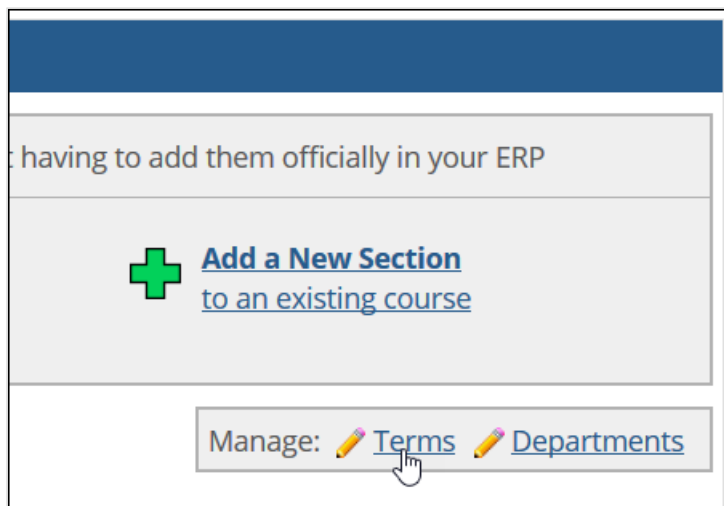 having to add them officially in your ERP
Add a New Section
to an existing course
Manage: Terms Departments